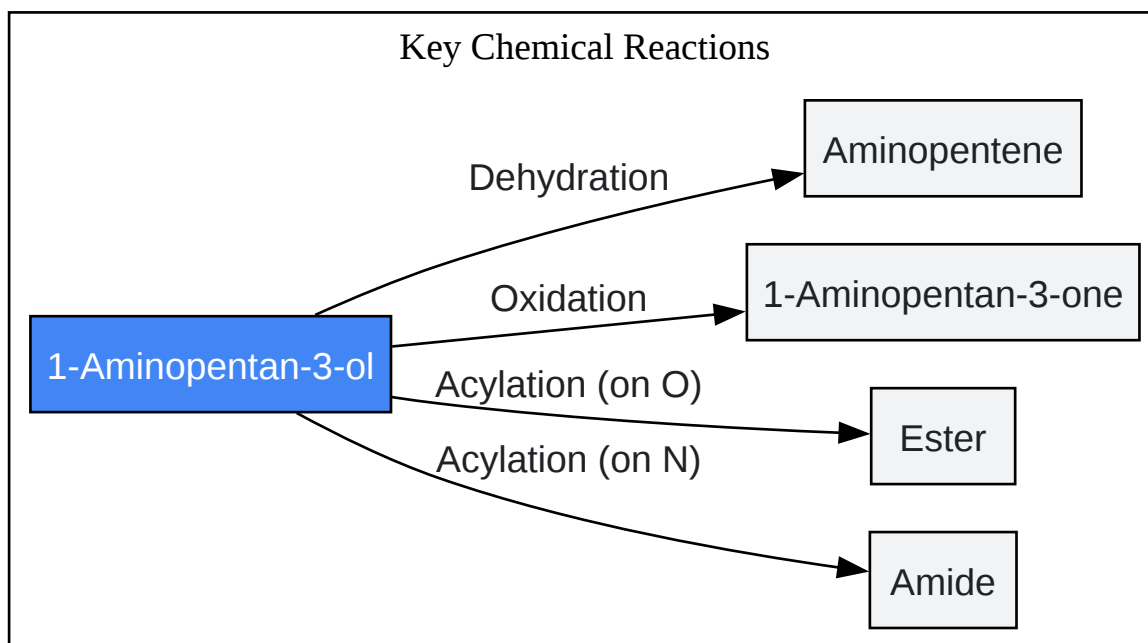 Key Chemical Reactions
Aminopentene
Dehydration
1-Aminopentan-3-one
Oxidation
1-Aminopentan-3-ol
Acylation (on O)
Ester
Acylation (on N)
Amide